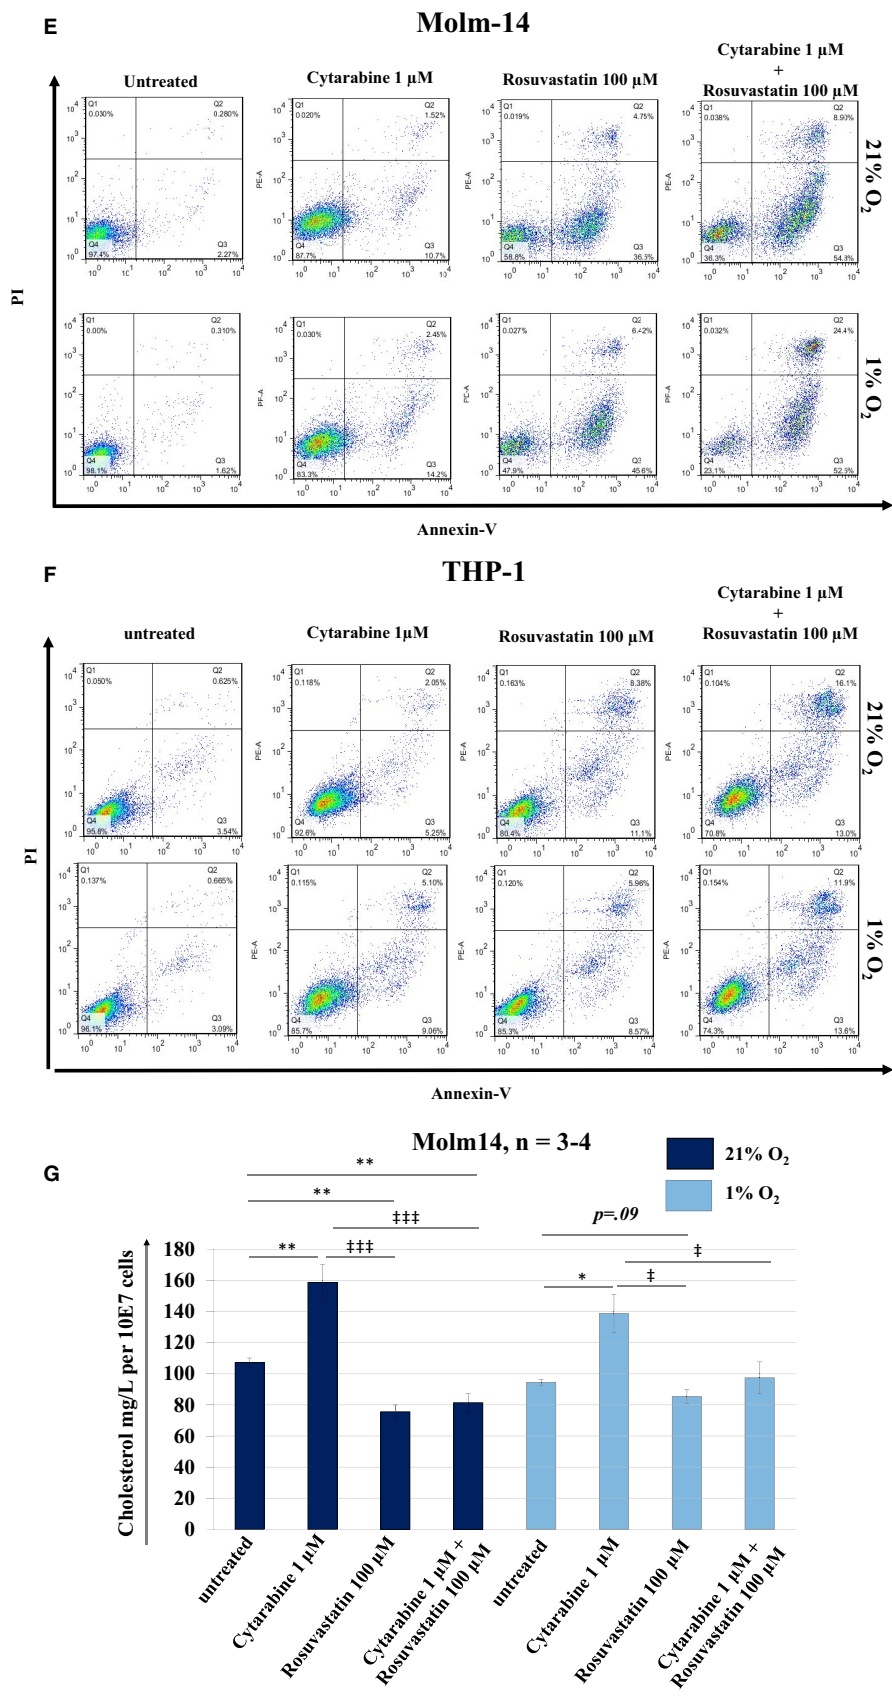 E
Molm-14
Untreated
Cytarabine 1 µM
Rosuvastatin 100 µM
Cytarabine 1 µM
+
Rosuvastatin 100 µM
Q1
0.030%
Q2
0.280%
Q4
97.4%
Q3
2.27%
Q1
0.020%
Q2
1.52%
Q4
87.7%
Q3
10.7%
PE-A
Q1
0.019%
Q2
4.75%
Q4
58.8%
Q3
36.5%
PE-A
Q1
0.038%
Q2
8.90%
Q4
36.3%
Q3
54.8%
PE-A
21% O2
Q1
0.00%
Q2
0.310%
Q4
98.1%
Q3
1.62%
Q1
0.030%
Q2
2.45%
Q4
83.3%
Q3
14.2%
Q1
0.027%
Q2
6.42%
Q4
47.9%
Q3
45.6%
Q1
0.032%
Q2
24.4%
Q4
23.1%
Q3
52.5%
PE-A
1% O2
PI
Annexin-V
F
THP-1
untreated
Cytarabine 1µM
Rosuvastatin 100 µM
Cytarabine 1 µM
+
Rosuvastatin 100 µM
Q1
0.050%
Q2
0.625%
Q4
95.8%
Q3
3.54%
Q1
0.118%
Q2
2.05%
Q4
92.6%
Q3
5.25%
PE-A
Q1
0.163%
Q2
8.38%
Q4
80.4%
Q3
11.1%
PE-A
Q1
0.104%
Q2
16.1%
Q4
70.8%
Q3
13.0%
PE-A
21% O2
Q1
0.137%
Q2
0.665%
Q4
96.1%
Q3
3.09%
Q1
0.115%
Q2
5.10%
Q4
85.7%
Q3
9.06%
PE-A
Q1
0.120%
Q2
5.96%
Q4
85.3%
Q3
8.57%
PE-A
Q1
0.154%
Q2
11.9%
Q4
74.3%
Q3
13.6%
PE-A
1% O2
PI
Annexin-V
G
Molm14, n = 3-4
21% O2
1% O2
**
**
‡‡‡
**
‡‡‡
p=.09
‡
*
‡
Cholesterol mg/L per 10E7 cells
180
160
140
120
100
80
60
40
20
0
untreated
Cytarabine 1 µM
Rosuvastatin 100 µM
Cytarabine 1 µM +
Rosuvastatin 100 µM
untreated
Cytarabine 1 µM
Rosuvastatin 100 µM
Cytarabine 1 µM +
Rosuvastatin 100 µM